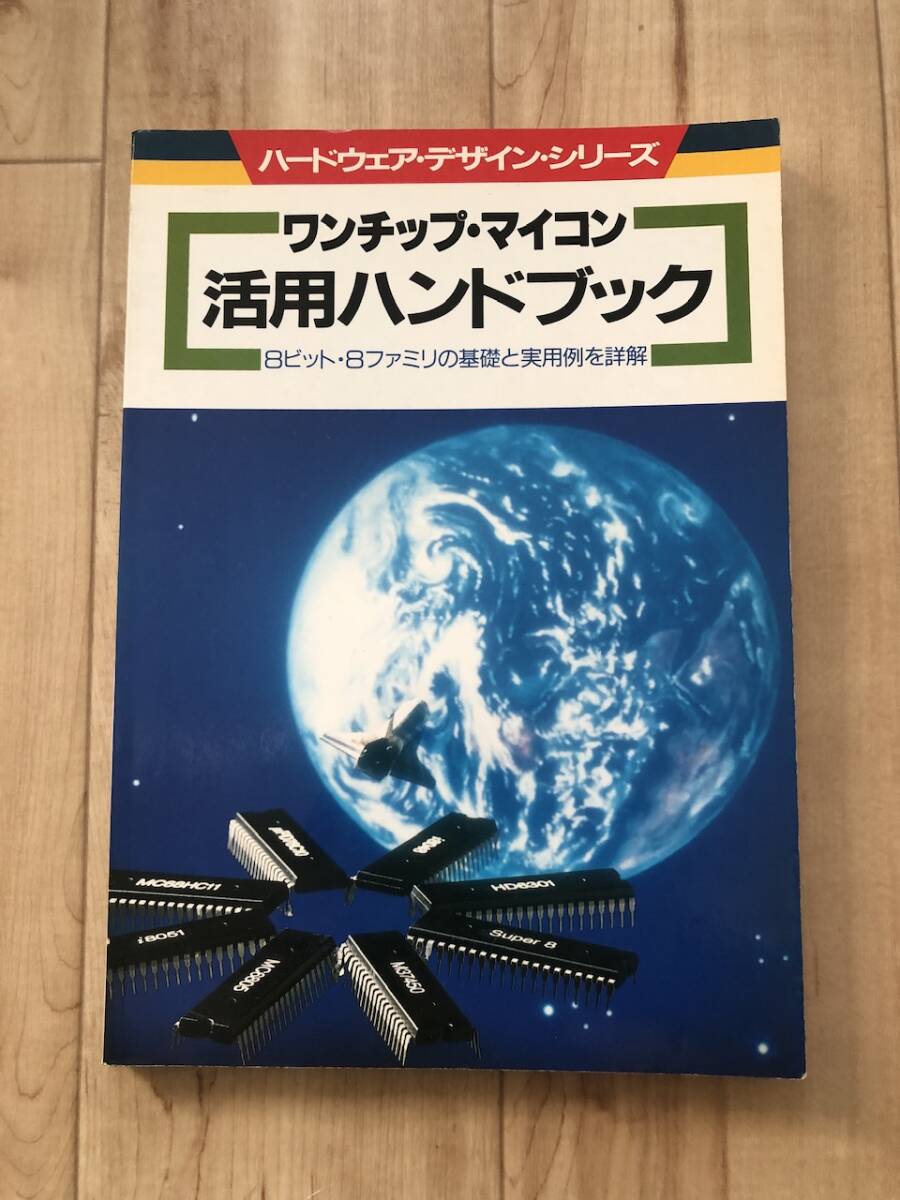 ハードウェア・デザイン・シリーズ
ワンチップ・マイコン
活用ハンドブック
8ビット・8ファミリの基礎と実用例を詳解
MC68HC11
HD6301
i8051
Super 8
MC6805
M37450